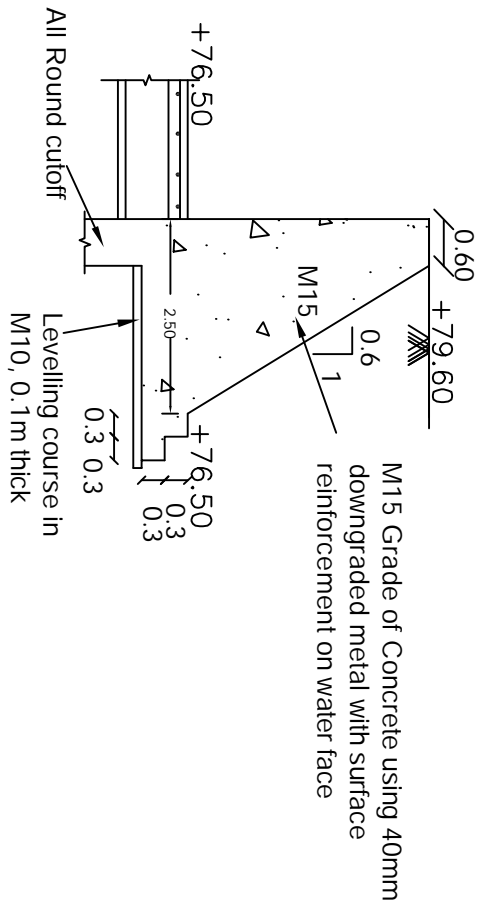 0.60
+79.60
0.6
1
M15
M15 Grade of Concrete using 40mm
downgraded metal with surface
reinforcement on water face
+76.50
2.50
+76.50
0.3
0.3
0.3 0.3
All Round cutoff
Levelling course in
M10, 0.1m thick